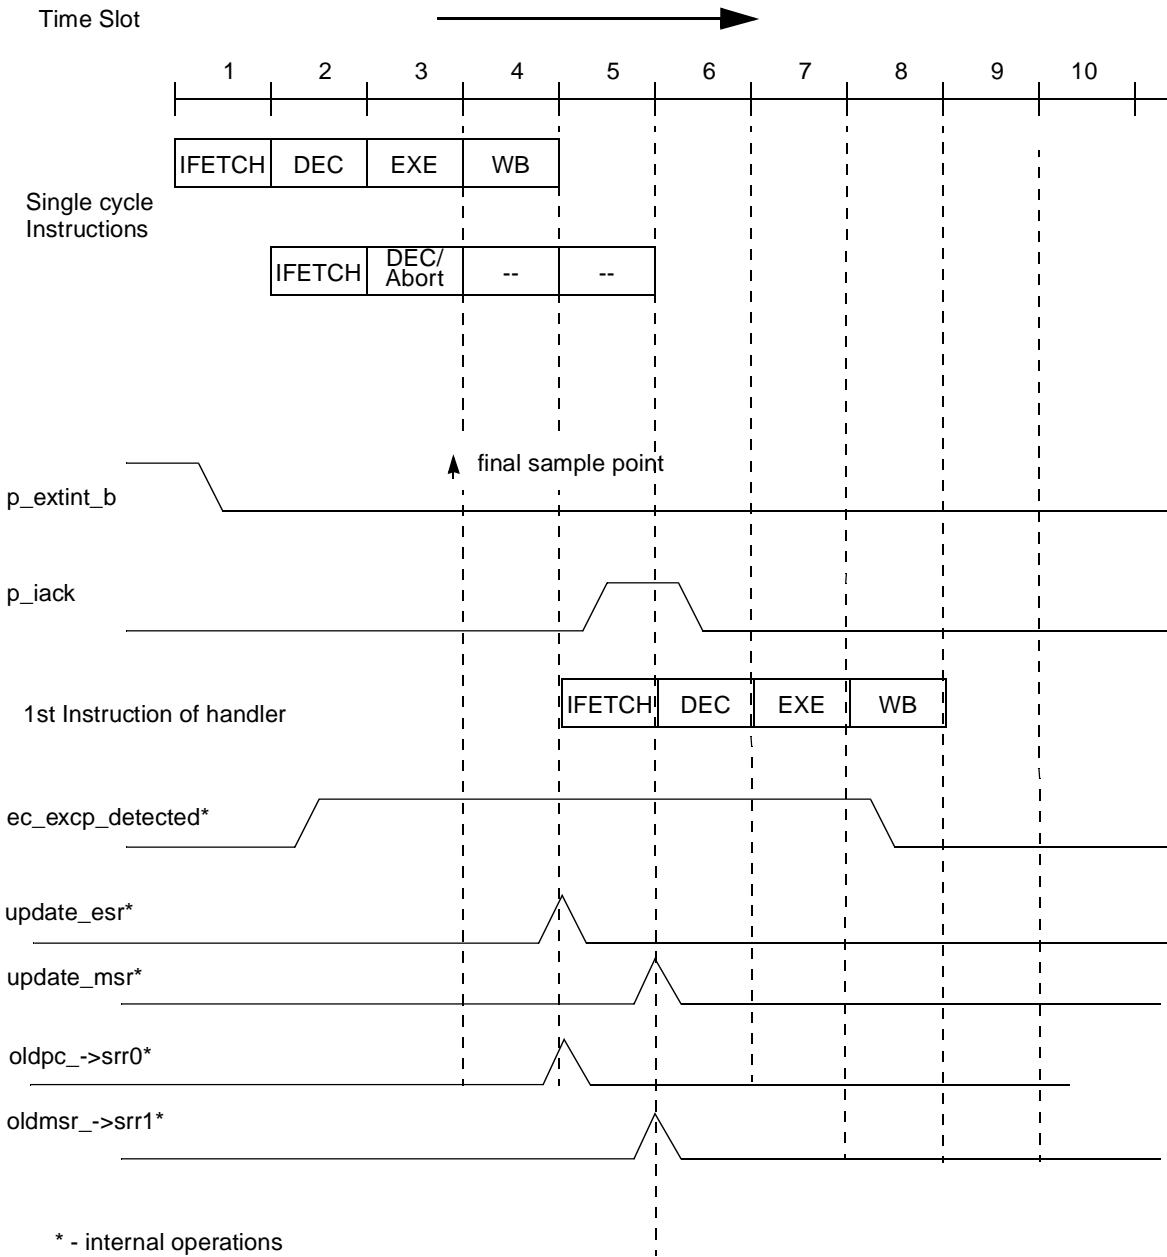 Time Slot
1 2 3 4 5 6 7 8 9 10
IFETCH DEC EXE WB
Single cycle
Instructions
IFETCH DEC/
Abort -- --
final sample point
p_extint_b
p_iack
IFETCH DEC EXE WB
1st Instruction of handler
ec_excp_detected*
update_esr*
update_msr*
oldpc_->srr0*
oldmsr_->srr1*
* - internal operations